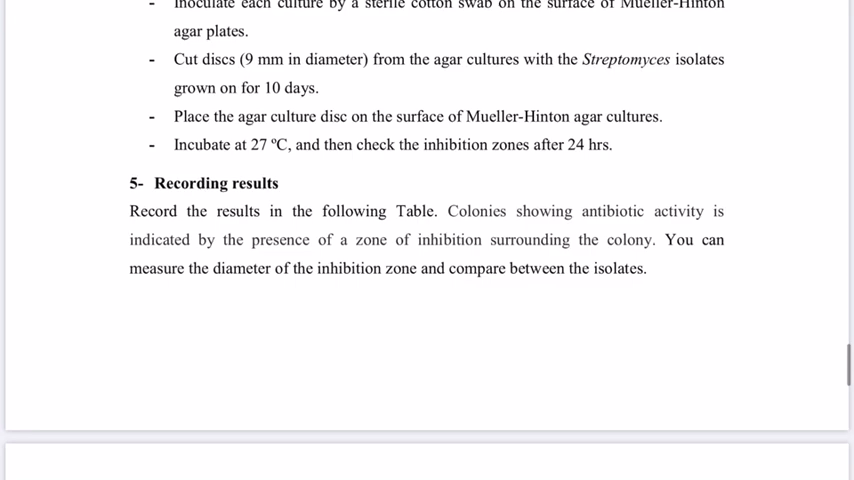 - Inoculate each culture by a sterile cotton swab on the surface of Mueller-Hinton
agar plates.
- Cut discs (9 mm in diameter) from the agar cultures with the Streptomyces isolates
grown on for 10 days.
- Place the agar culture disc on the surface of Mueller-Hinton agar cultures.
- Incubate at 27 ºC, and then check the inhibition zones after 24 hrs.
5- Recording results
Record the results in the following Table. Colonies showing antibiotic activity is
indicated by the presence of a zone of inhibition surrounding the colony. You can
measure the diameter of the inhibition zone and compare between the isolates.